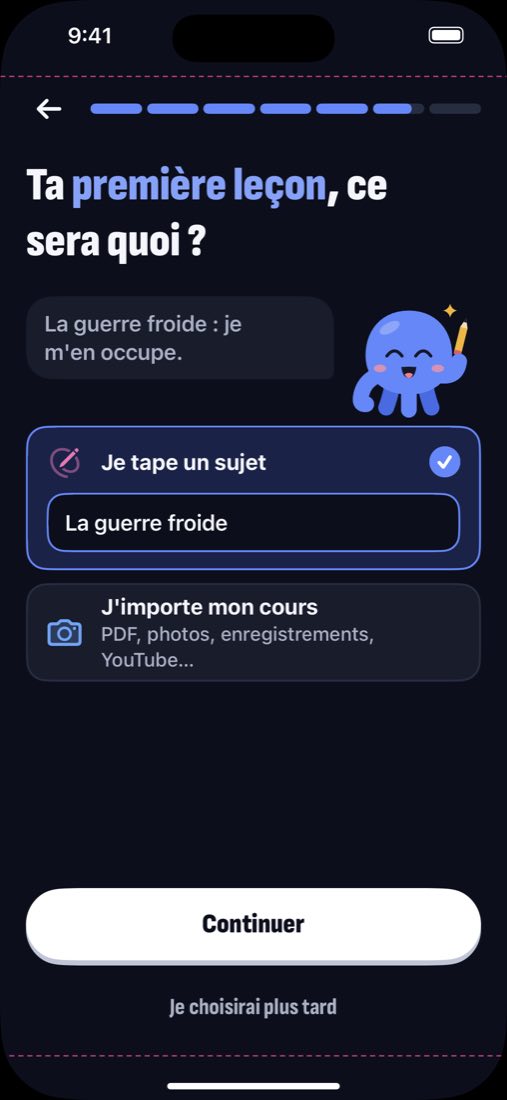 9:41
Ta première leçon, ce
sera quoi ?
La guerre froide : je
m'en occupe.
Je tape un sujet
La guerre froide
J'importe mon cours
PDF, photos, enregistrements,
YouTube...
Continuer
Je choisirai plus tard